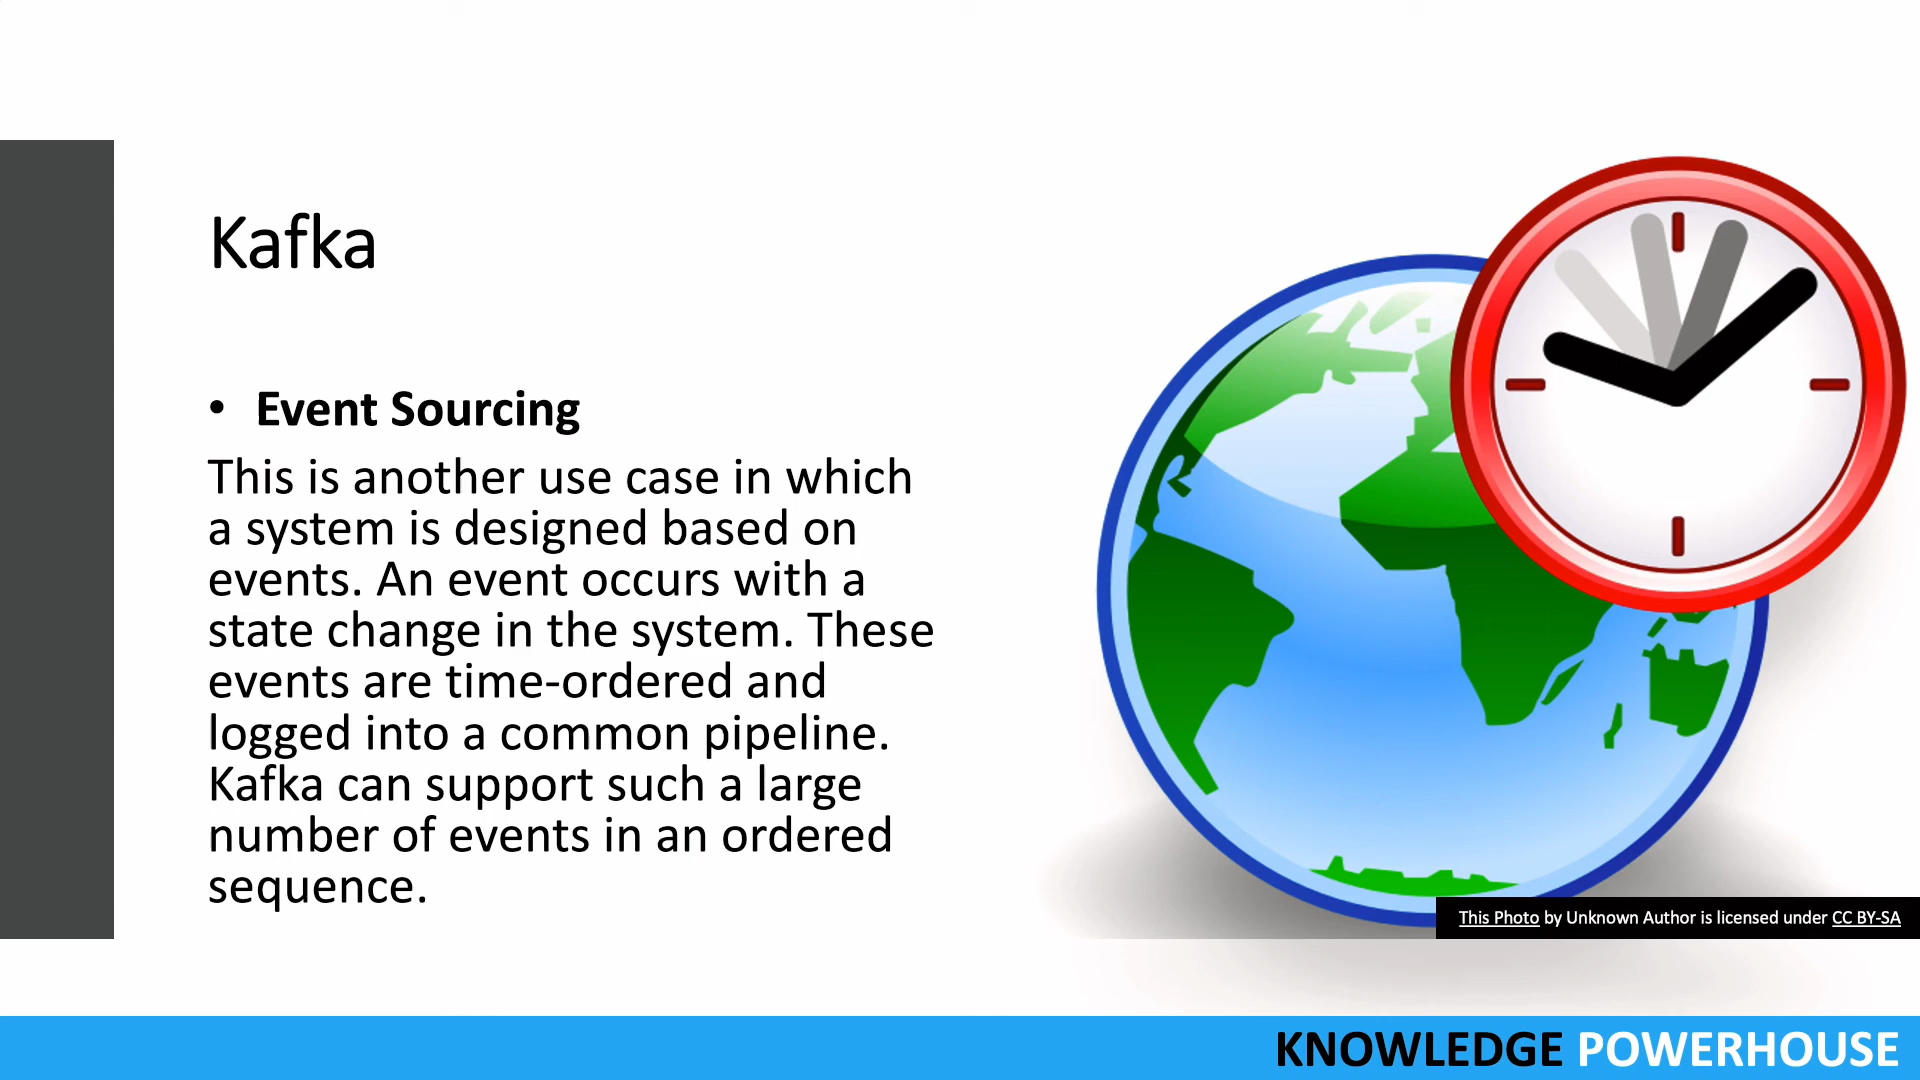 Kafka
• Event Sourcing
This is another use case in which
a system is designed based on
events. An event occurs with a
state change in the system. These
events are time-ordered and
logged into a common pipeline.
Kafka can support such a large
number of events in an ordered
sequence.
This Photo by Unknown Author is licensed under CC BY-SA
KNOWLEDGE POWERHOUSE